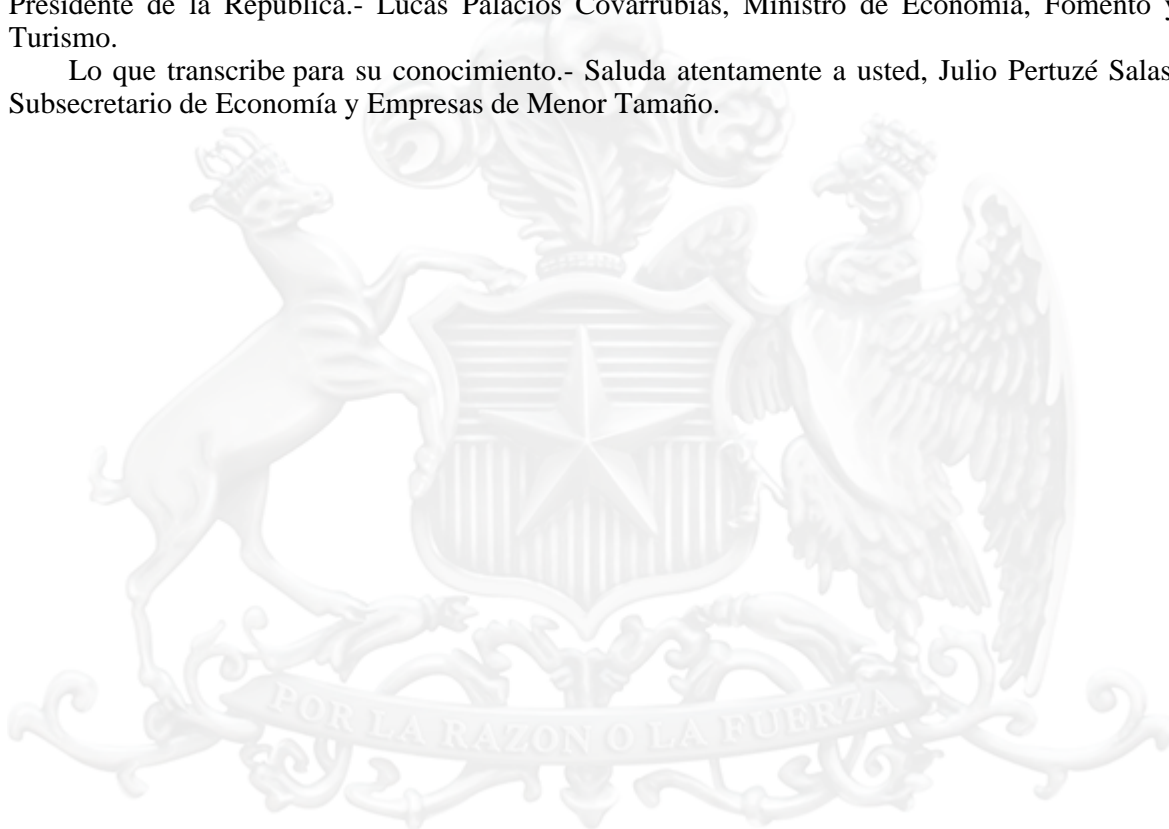 Presidente de la República.- Lucas Palacios Covarrubias, Ministro de Economía, Fomento y
Turismo.
Lo que transcribe para su conocimiento.- Saluda atentamente a usted, Julio Pertuzé Salas
Subsecretario de Economía y Empresas de Menor Tamaño.
POR LA RAZON O LA FUERZA